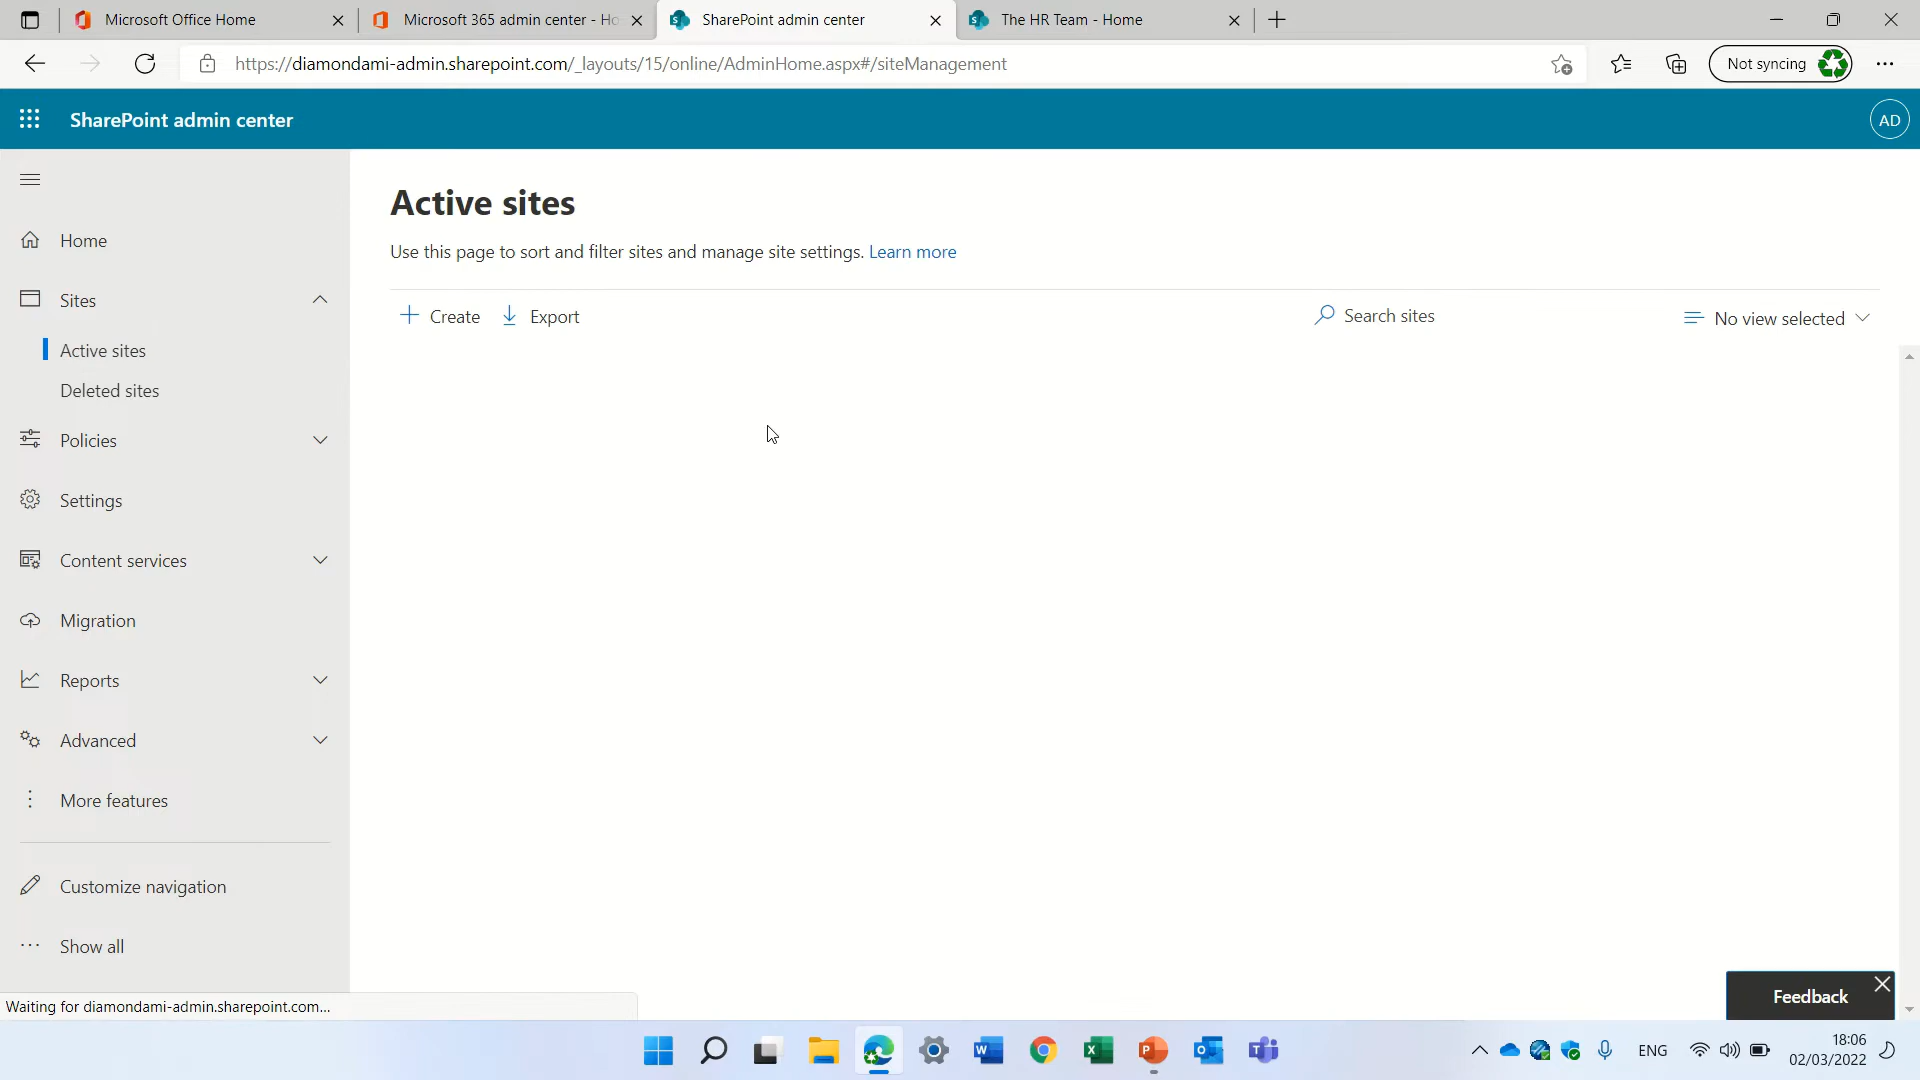 Microsoft Office Home
Microsoft 365 admin center - Ho
SharePoint admin center
The HR Team - Home
https://diamondami-admin.sharepoint.com/_layouts/15/online/AdminHome.aspx#/siteManagement
Not syncing
SharePoint admin center
AD
Home
Sites
Active sites
Deleted sites
Policies
Settings
Content services
Migration
Reports
Advanced
More features
Customize navigation
Show all
Active sites
Use this page to sort and filter sites and manage site settings. Learn more
Create
Export
Search sites
No view selected
Feedback
Waiting for diamondami-admin.sharepoint.com...
ENG
18:06
02/03/2022